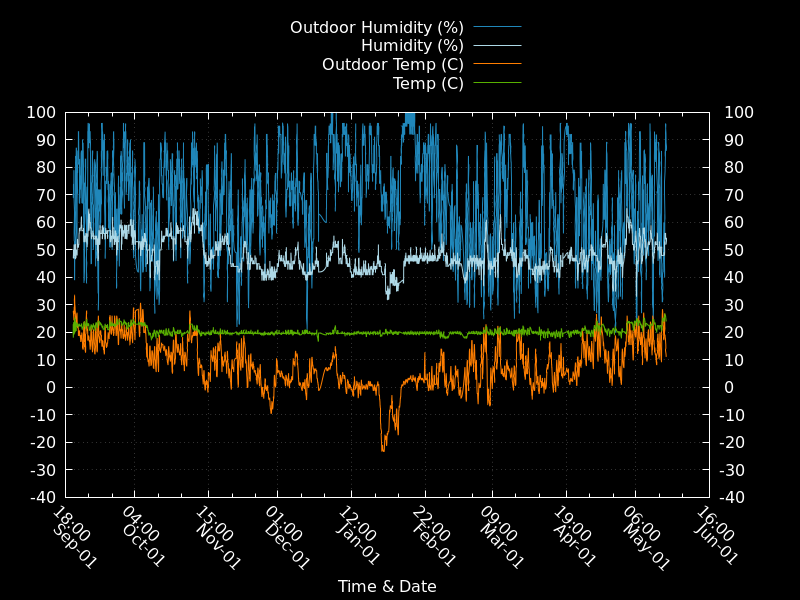 Outdoor Humidity (%)
Humidity (%)
Outdoor Temp (C)
Temp (C)
100 100
90 90
80 80
70 70
60 60
50 50
40 40
30 30
20 20
10 10
0 0
-10 -10
-20 -20
-30 -30
-40 -40
18:00 Sep-01
04:00 Oct-01
15:00 Nov-01
01:00 Dec-01
12:00 Jan-01
22:00 Feb-01
09:00 Mar-01
19:00 Apr-01
06:00 May-01
16:00 Jun-01
Time & Date